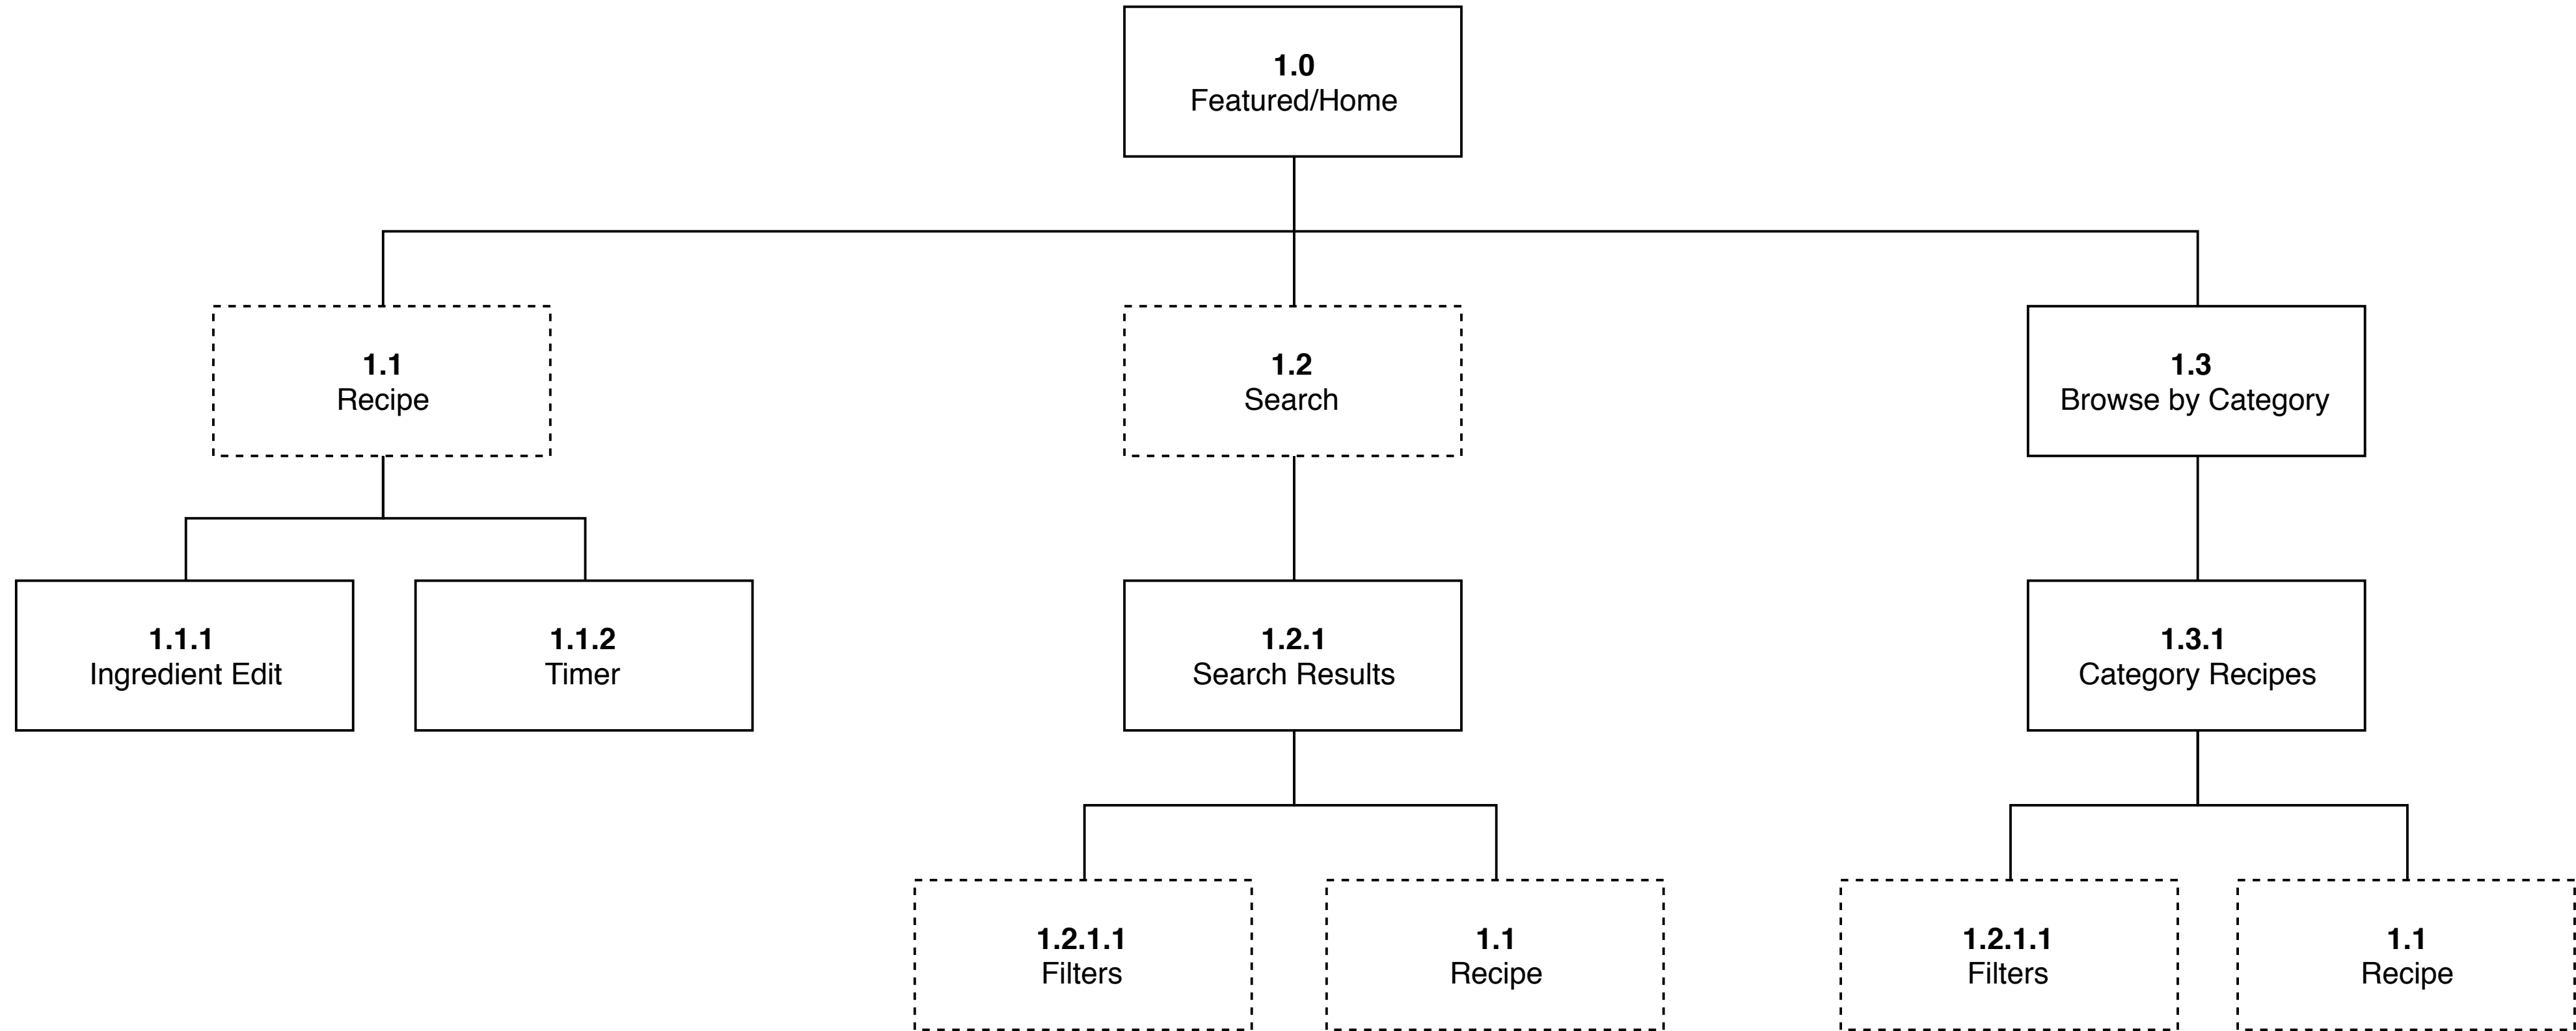 1.0
Featured/Home
1.1
Recipe
1.2
Search
1.3
Browse by Category
1.1.1
Ingredient Edit
1.1.2
Timer
1.2.1
Search Results
1.3.1
Category Recipes
1.2.1.1
Filters
1.1
Recipe
1.2.1.1
Filters
1.1
Recipe